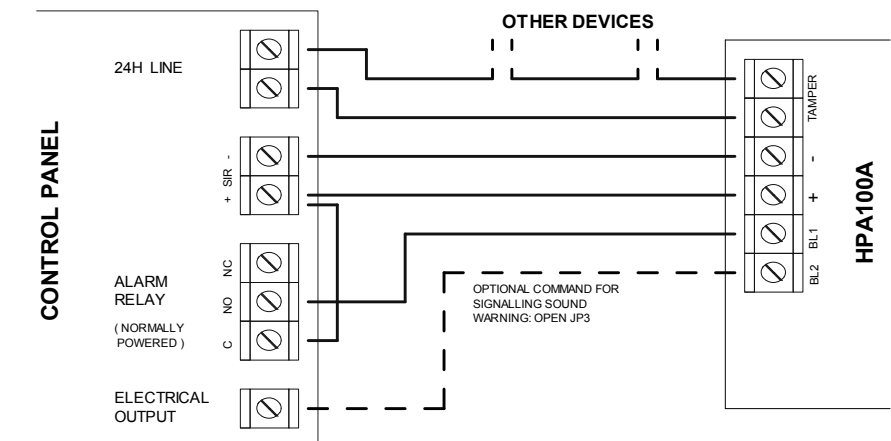 OTHER DEVICES
CONTROL PANEL
24H LINE
+ SIR -
ALARM
RELAY
( NORMALLY
POWERED )
NC
NO
C
ELECTRICAL
OUTPUT
OPTIONAL COMMAND FOR
SIGNALLING SOUND
WARNING: OPEN JP3
TAMPER
-
+
BL1
BL2
HPA100A